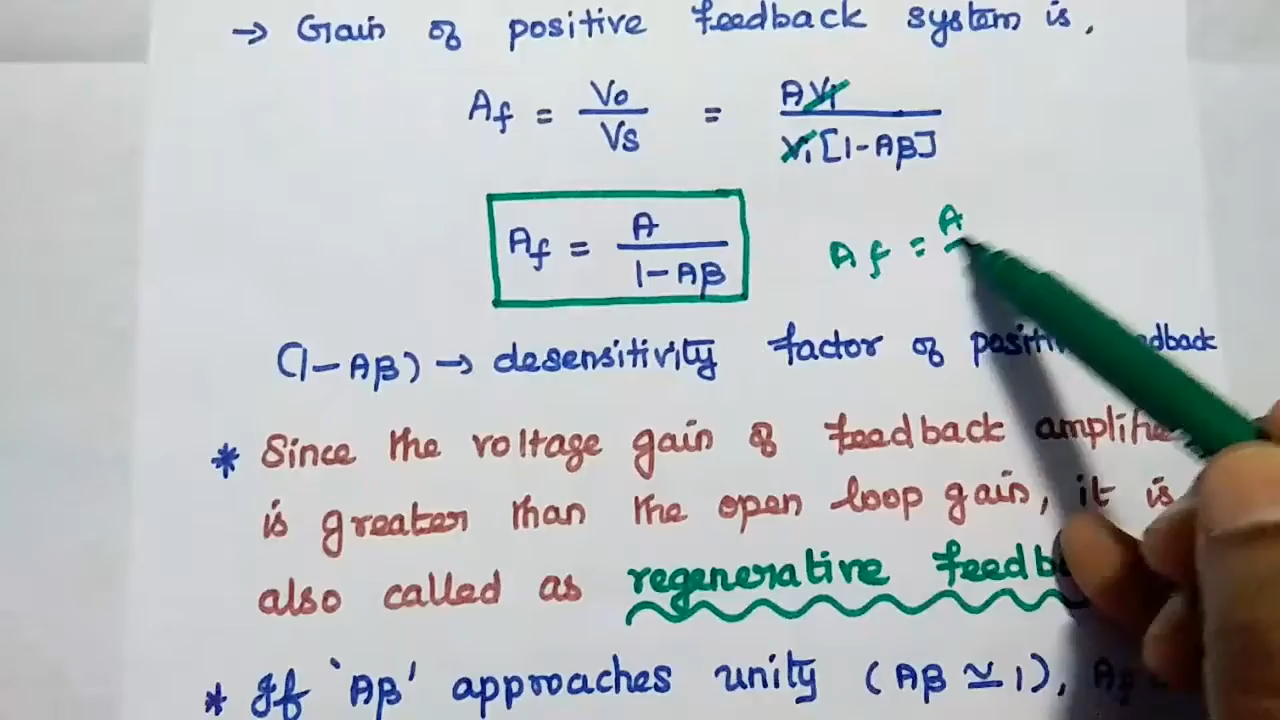 → Gain of positive feedback system is,
Af = Vo/Vs = AVi/Vi[1-Aβ]
Af = A/1-Aβ
Af = A
(1-Aβ) → desensitivity factor of
* Since the voltage gain of feedback
is greater than the open loop gain, it is
also called as regenerative
* If 'Aβ' approaches unity (Aβ ≃ 1),